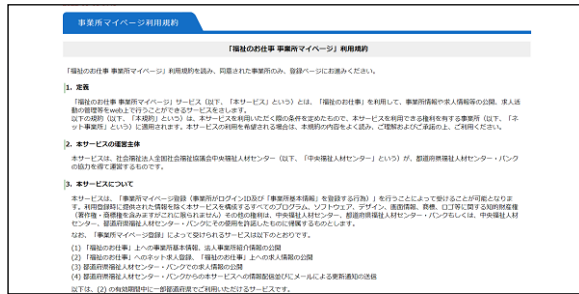 事業所マイページ利用規約
「福祉のお仕事 事業所マイページ」利用規約
「福祉のお仕事 事業所マイページ」利用規約を読み、同意された事業所のみ、登録ページにお進みください。
1. 定義
「福祉のお仕事 事業所マイページ」サービス（以下、「本サービス」という）とは、「福祉のお仕事」を利用して、事業所情報や求人情報等の公開、求人活
動の管理等をweb上で行うことができるサービスをさします。
以下の規約（以下、「本規約」という）は、本サービスを利用いただく際の条件を定めたもので、本サービスを利用できる権利を有する事業所（以下、「ネ
ット事業所」という）に適用されます。本サービスの利用を希望される場合は、本規約の内容をよく読み、ご理解およびご承諾の上、ご利用ください。
2. 本サービスの運営主体
本サービスは、社会福祉法人全国社会福祉協議会中央福祉人材センター（以下、「中央福祉人材センター」という）が、都道府県福祉人材センター・バンク
の協力を得て運営するものです。
3. 本サービスについて
本サービスは、「事業所マイページ登録（事業所がログインID及び「事業所基本情報」を登録する行為）」を行うことによって受けることが可能となりま
す。利用登録時に提供された情報を除く本サービスを構成するすべてのプログラム、ソフトウェア、デザイン、画面情報、商標、ロゴ等に関する知的財産権
（著作権・商標権を含みますがこれに限られません）その他の権利は、中央福祉人材センター、都道府県福祉人材センター・バンクもしくは、中央福祉人材セ
ンター、都道府県福祉人材センター・バンクにその使用を許諾したものに帰属するものとします。
なお、「事業所マイページ登録」によって受けられるサービスは以下のとおりです。
(1) 「福祉のお仕事」上への事業所基本情報、法人事業所紹介情報の公開
(2) 「福祉のお仕事」へのネット求人登録、「福祉のお仕事」上への求人情報の公開
(3) 都道府県福祉人材センター・バンクでの求人情報の公開
(4) 都道府県福祉人材センター・バンクからの本サービスへの情報配信並びにメールによる更新通知の送信
以下は、(2) の有効期間中に一部都道府県でご利用いただけるサービスです。